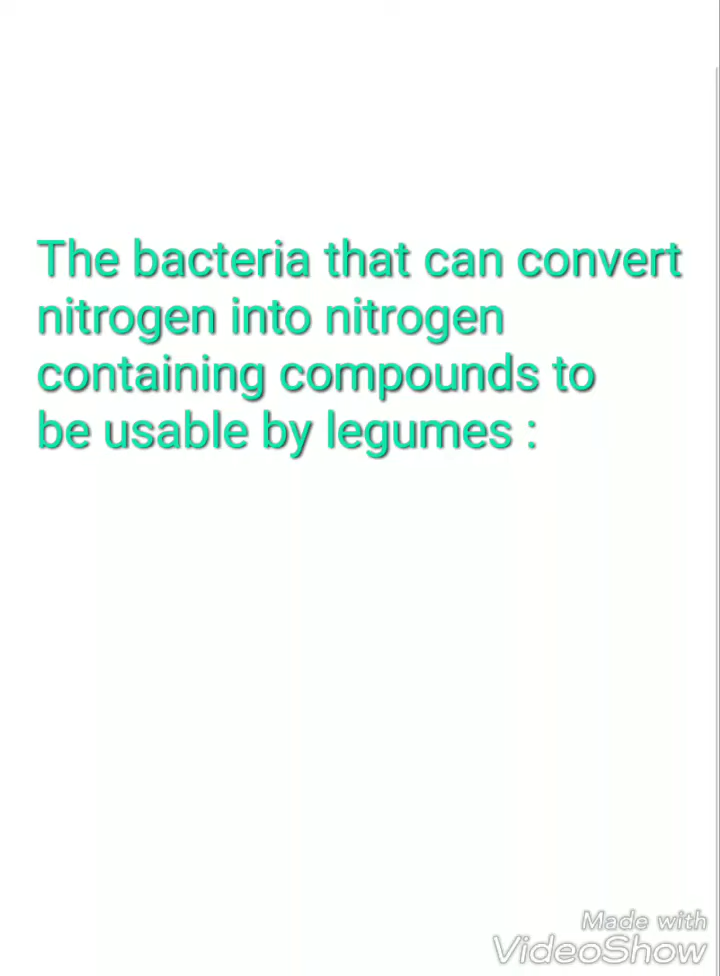 The bacteria that can convert
nitrogen into nitrogen
containing compounds to
be usable by legumes :
Made with
VideoShow